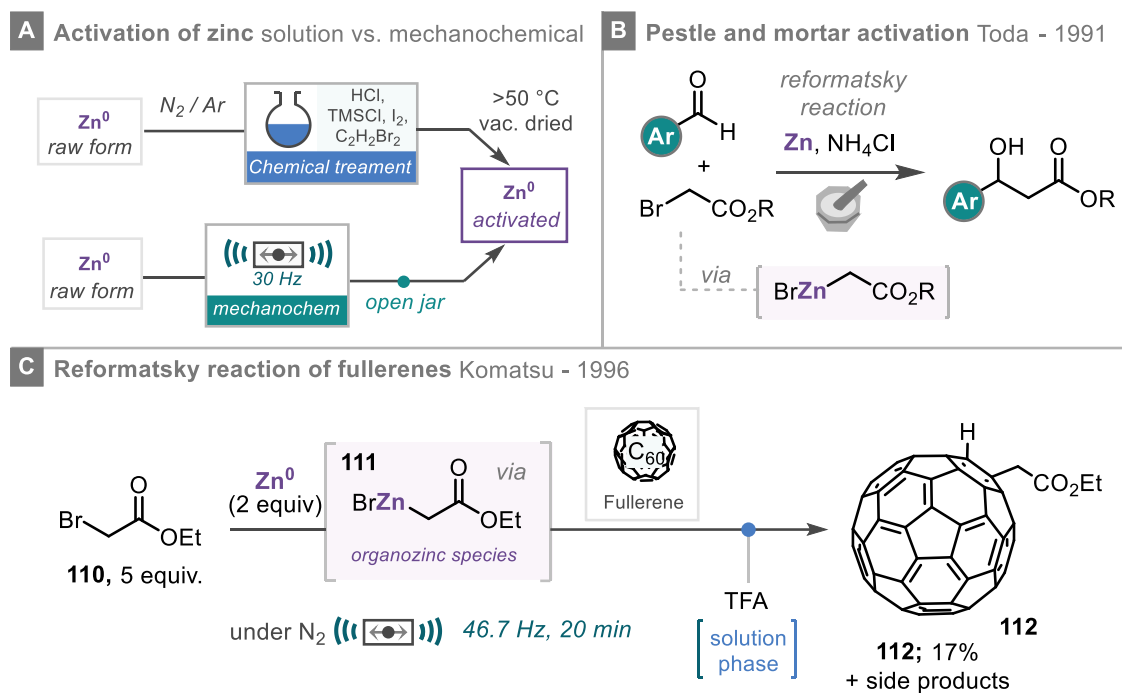 A Activation of zinc solution vs. mechanochemical
Zn⁰
raw form
N₂ / Ar
HCl,
TMSCl, I₂,
C₂H₂Br₂
Chemical treament
>50 °C
vac. dried
Zn⁰
activated
Zn⁰
raw form
30 Hz
mechanochem
open jar
B Pestle and mortar activation Toda - 1991
O
Ar
H
+
Br
CO₂R
reformatsky
reaction
Zn, NH₄Cl
OH
O
Ar
OR
via
BrZn
CO₂R
C Reformatsky reaction of fullerenes Komatsu - 1996
O
Br
OEt
110, 5 equiv.
Zn⁰
(2 equiv)
111
via
O
BrZn
OEt
organozinc species
under N₂
46.7 Hz, 20 min
C₆₀
Fullerene
TFA
solution
phase
H
CO₂Et
112
112; 17%
+ side products